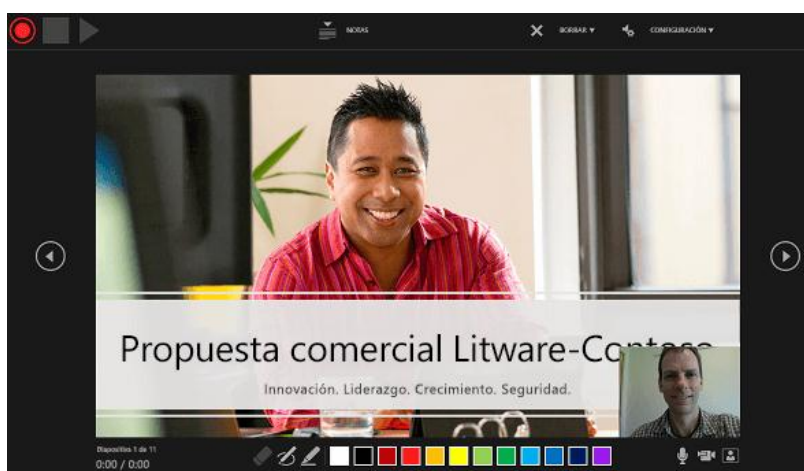 NOTAS
BORRAR
CONFIGURACIÓN
Propuesta comercial Litware-Contoso
Innovación. Liderazgo. Crecimiento. Seguridad.
Diapositiva 1 de 11
0:00 / 0:00